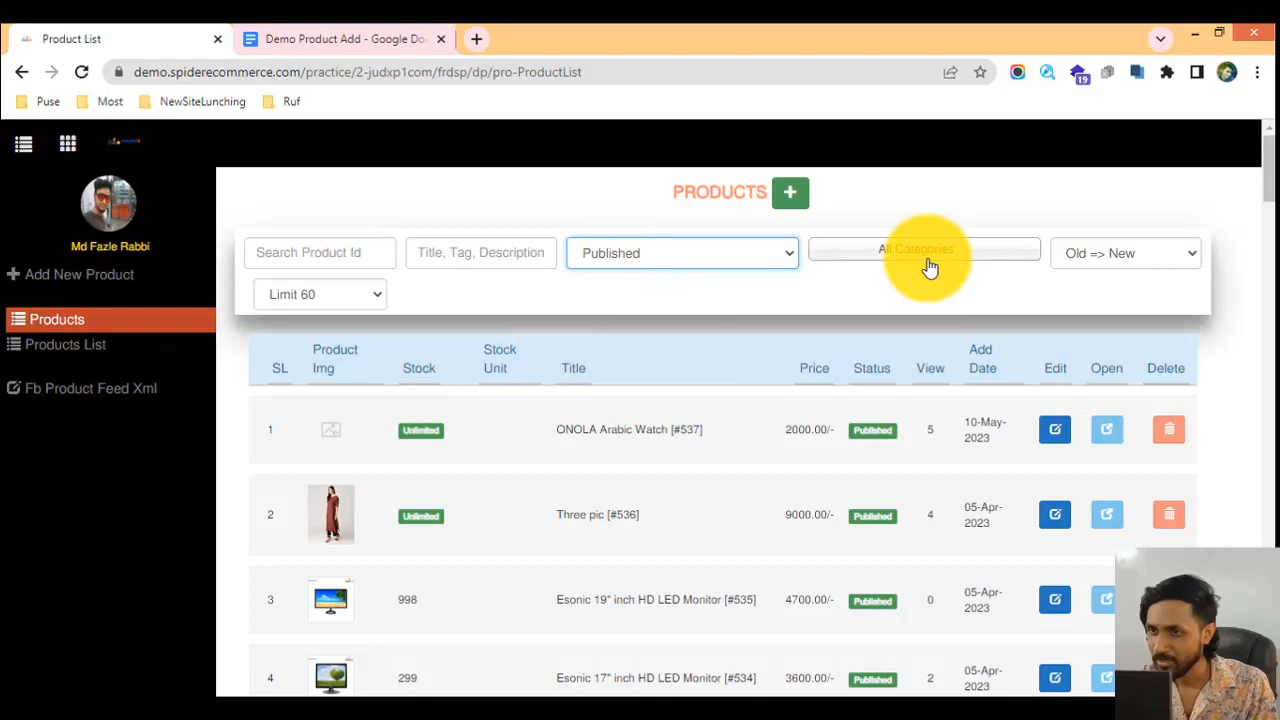 Product List
Demo Product Add - Google Do
demo.spiderecommerce.com/practice/2-judxp1com/frdsp/dp/pro-ProductList
19
Puse
Most
NewSiteLunching
Ruf
Md Fazle Rabbi
Add New Product
Products
Products List
Fb Product Feed Xml
PRODUCTS
Search Product Id
Title, Tag, Description
Published
All Categories
Old => New
Limit 60
SL
Product Img
Stock
Stock Unit
Title
Price
Status
View
Add Date
Edit
Open
Delete
1
Unlimited
ONOLA Arabic Watch [#537]
2000.00/-
Published
5
10-May-2023
2
Unlimited
Three pic [#536]
9000.00/-
Published
4
05-Apr-2023
3
998
Esonic 19" inch HD LED Monitor [#535]
4700.00/-
Published
0
05-Apr-2023
4
299
Esonic 17" inch HD LED Monitor [#534]
3600.00/-
Published
2
05-Apr-2023